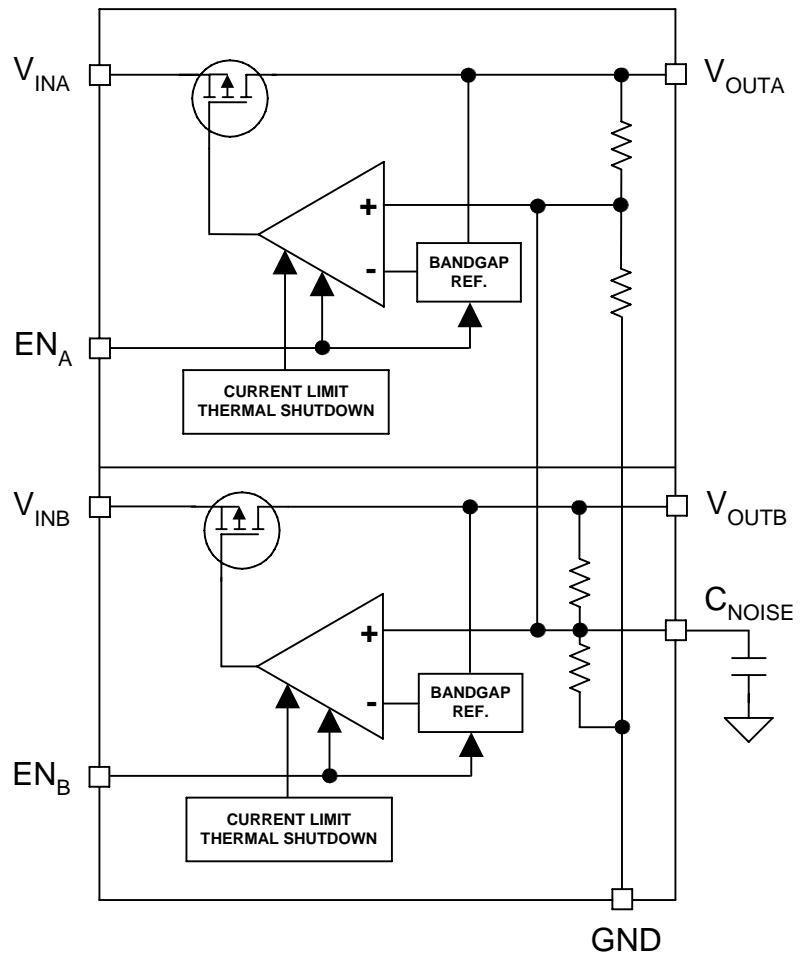 V_INA
V_OUTA
+
-
BANDGAP
REF.
EN_A
CURRENT LIMIT
THERMAL SHUTDOWN
V_INB
V_OUTB
C_NOISE
+
-
BANDGAP
REF.
EN_B
CURRENT LIMIT
THERMAL SHUTDOWN
GND